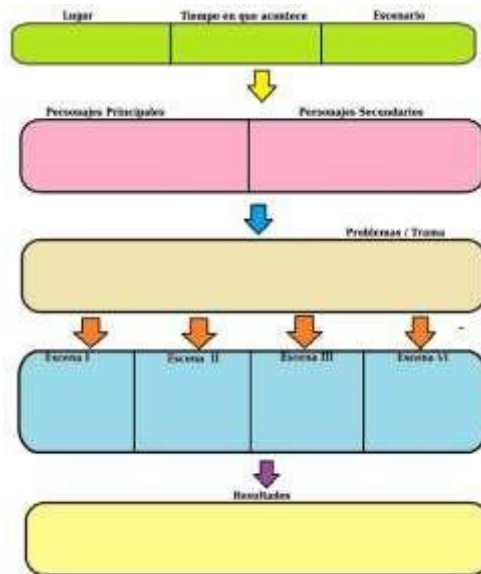 Lugar Tiempo en que acontece Escenario
Personajes Principales Personajes Secundarios
Problemas / Trama
Escena I Escena II Escena III Escena VI
Resultados